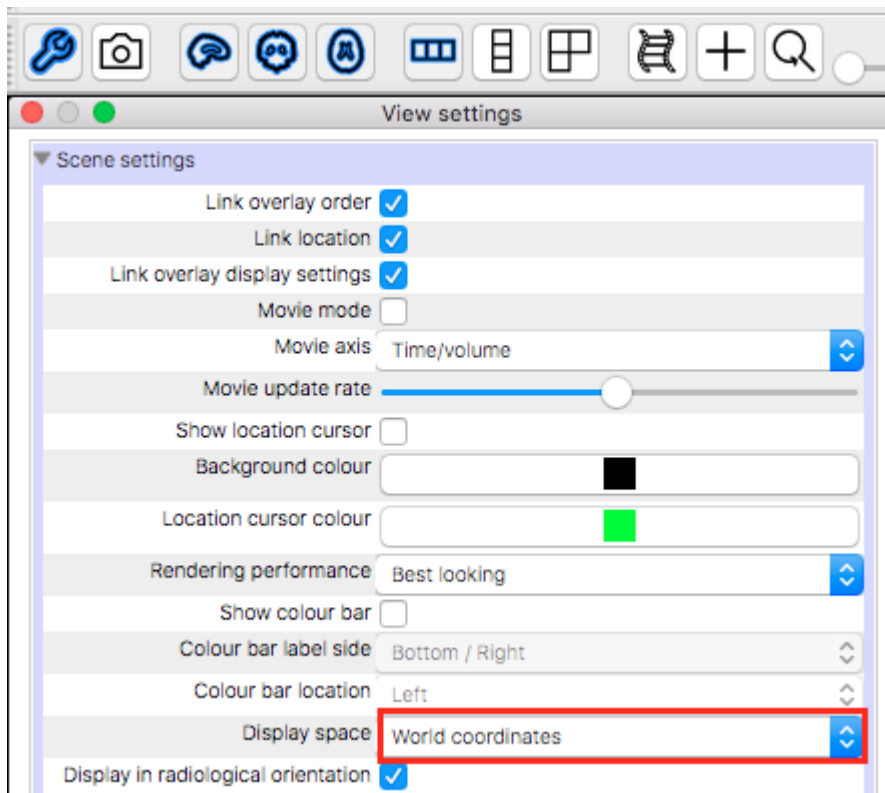 View settings
Scene settings
Link overlay order
Link location
Link overlay display settings
Movie mode
Movie axis Time/volume
Movie update rate
Show location cursor
Background colour
Location cursor colour
Rendering performance Best looking
Show colour bar
Colour bar label side Bottom / Right
Colour bar location Left
Display space World coordinates
Display in radiological orientation